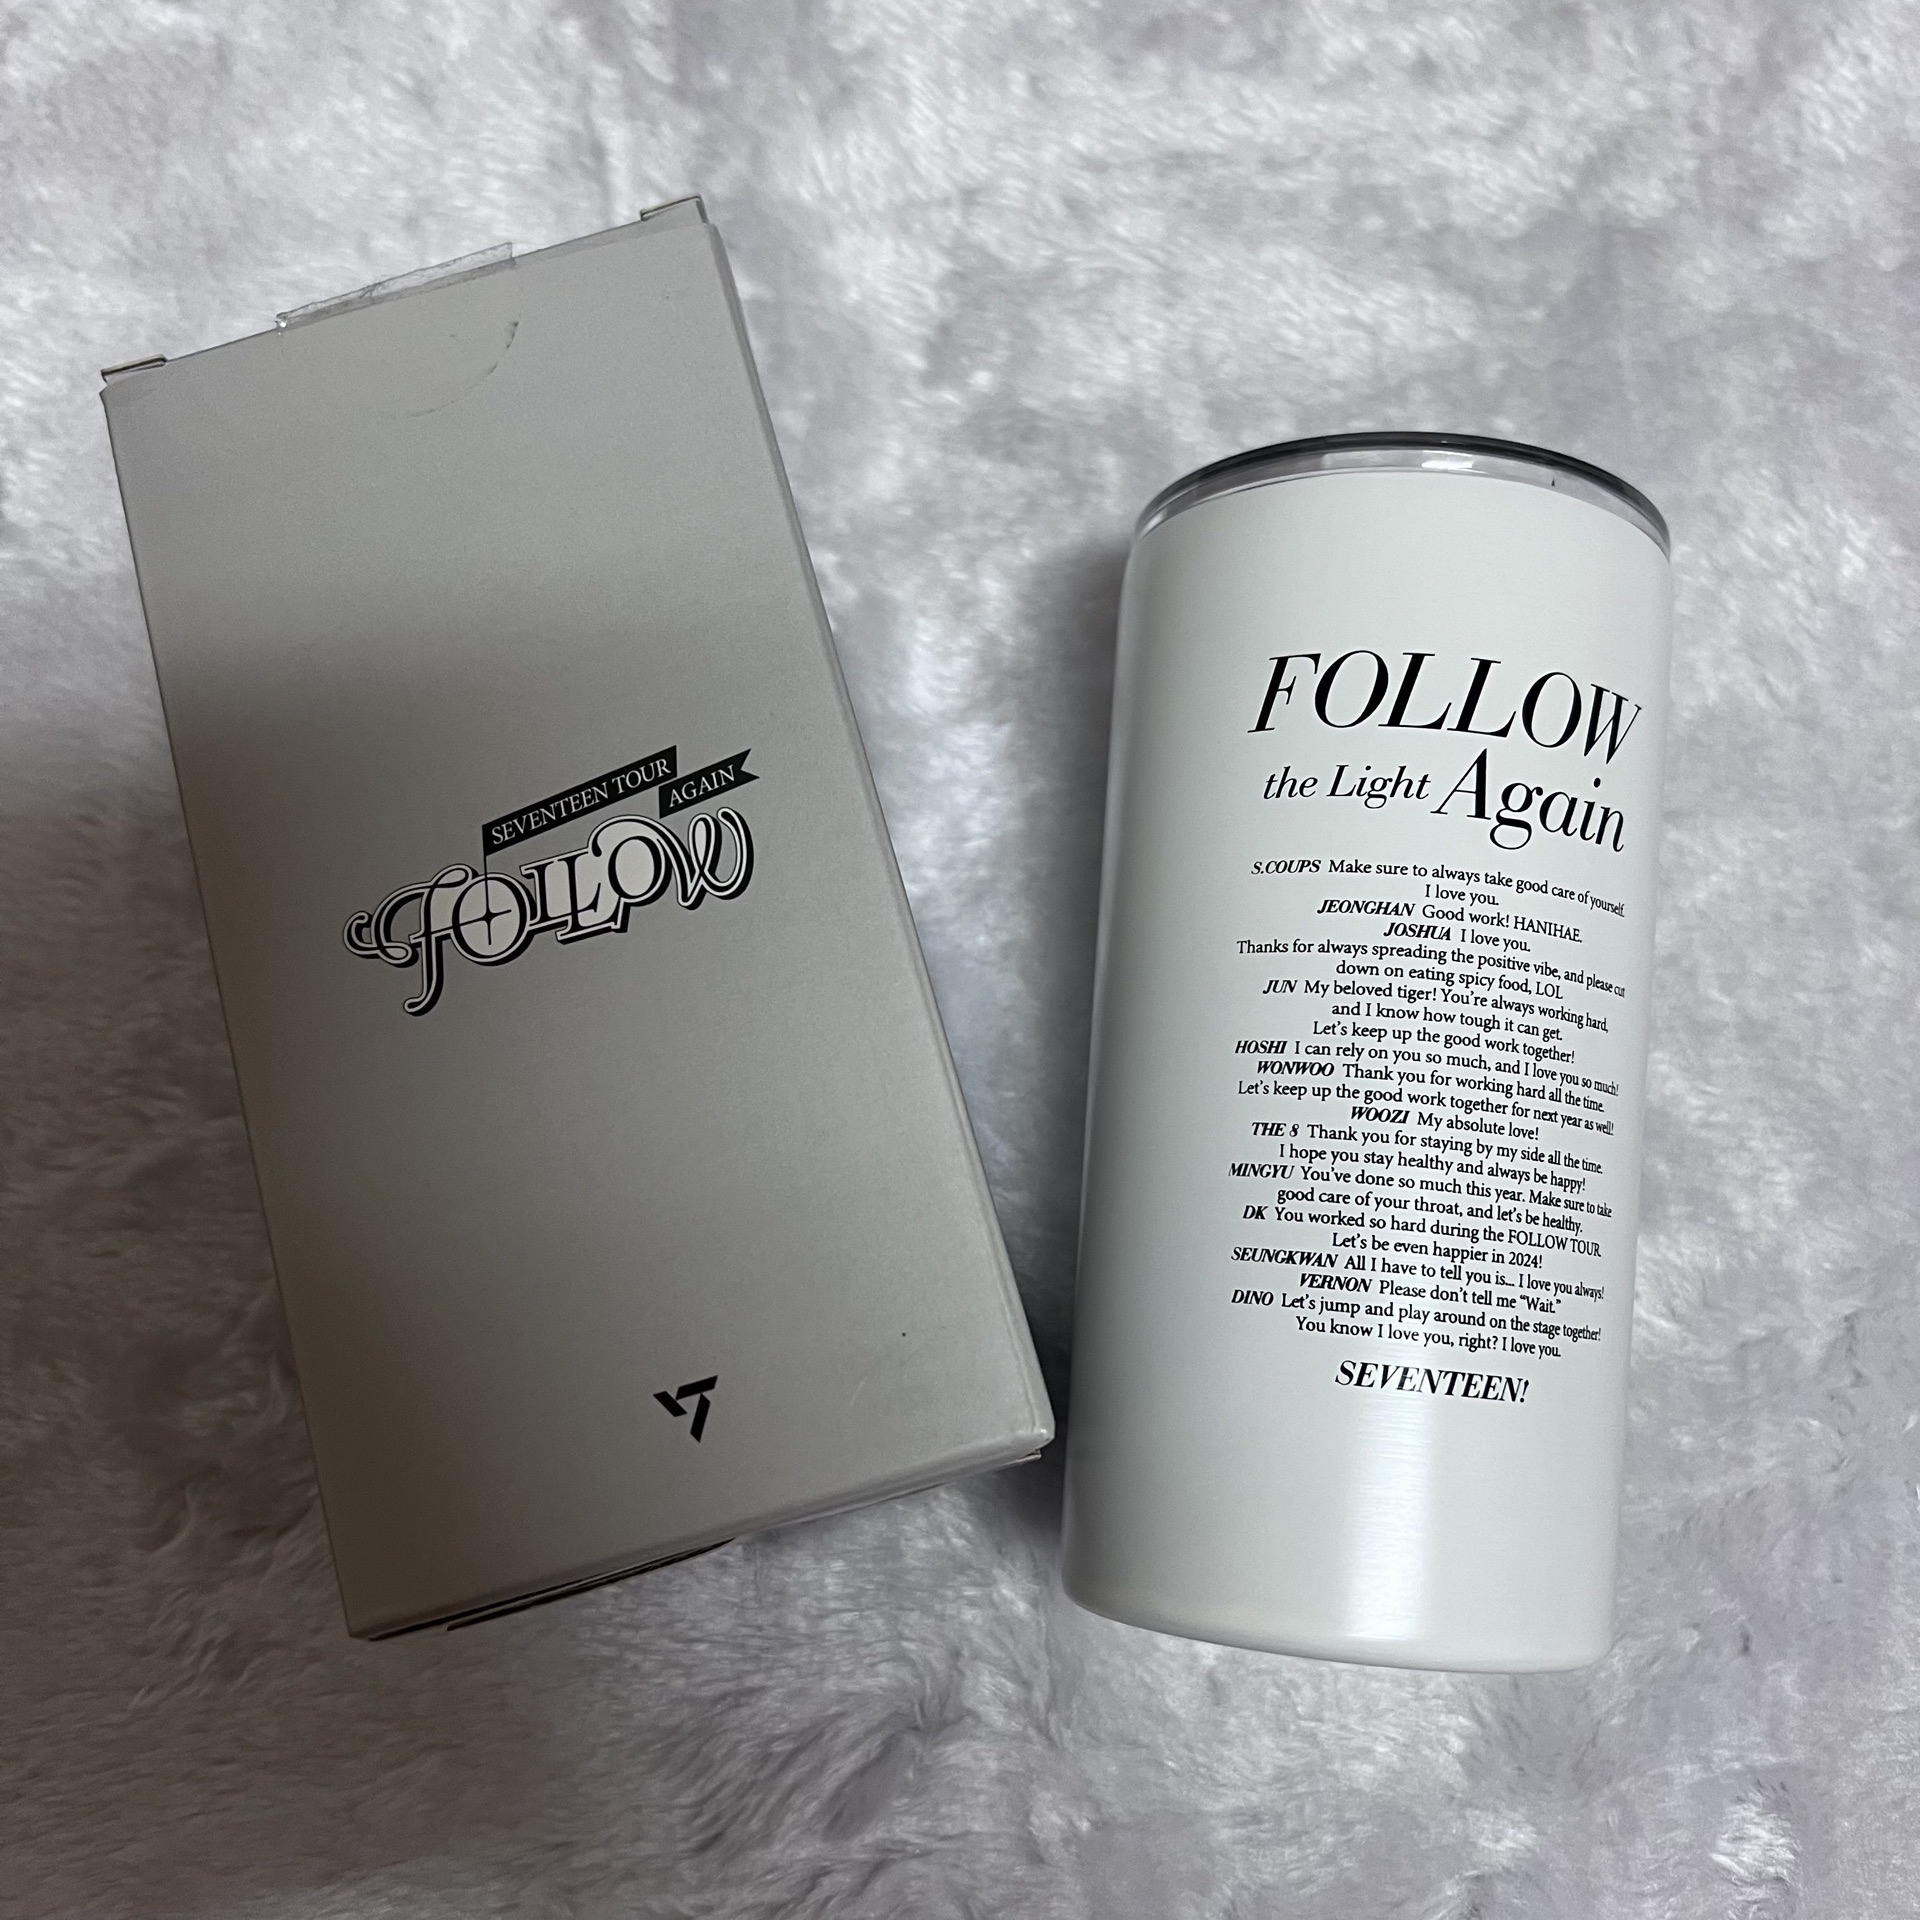 SEVENTEEN TOUR
AGAIN
FOLLOW
FOLLOW
the Light Again
S.COUPS Make sure to always take good care of yourself.
I love you.
JEONGHAN Good work! HANIHAE.
JOSHUA I love you.
Thanks for always spreading the positive vibe, and please cut
down on eating spicy food, LOL
JUN My beloved tiger! You're always working hard,
and I know how tough it can get.
Let's keep up the good work together!
HOSHI I can rely on you so much, and I love you so much!
WONWOO Thank you for working hard all the time.
Let's keep up the good work together for next year as well!
WOOZI My absolute love!
THE 8 Thank you for staying by my side all the time.
I hope you stay healthy and always be happy!
MINGYU You've done so much this year. Make sure to take
good care of your throat, and let's be healthy.
DK You worked so hard during the FOLLOW TOUR
Let's be even happier in 2024!
SEUNGKWAN All I have to tell you is... I love you always!
VERNON Please don't tell me “Wait.”
DINO Let's jump and play around on the stage together!
You know I love you, right? I love you.
SEVENTEEN!